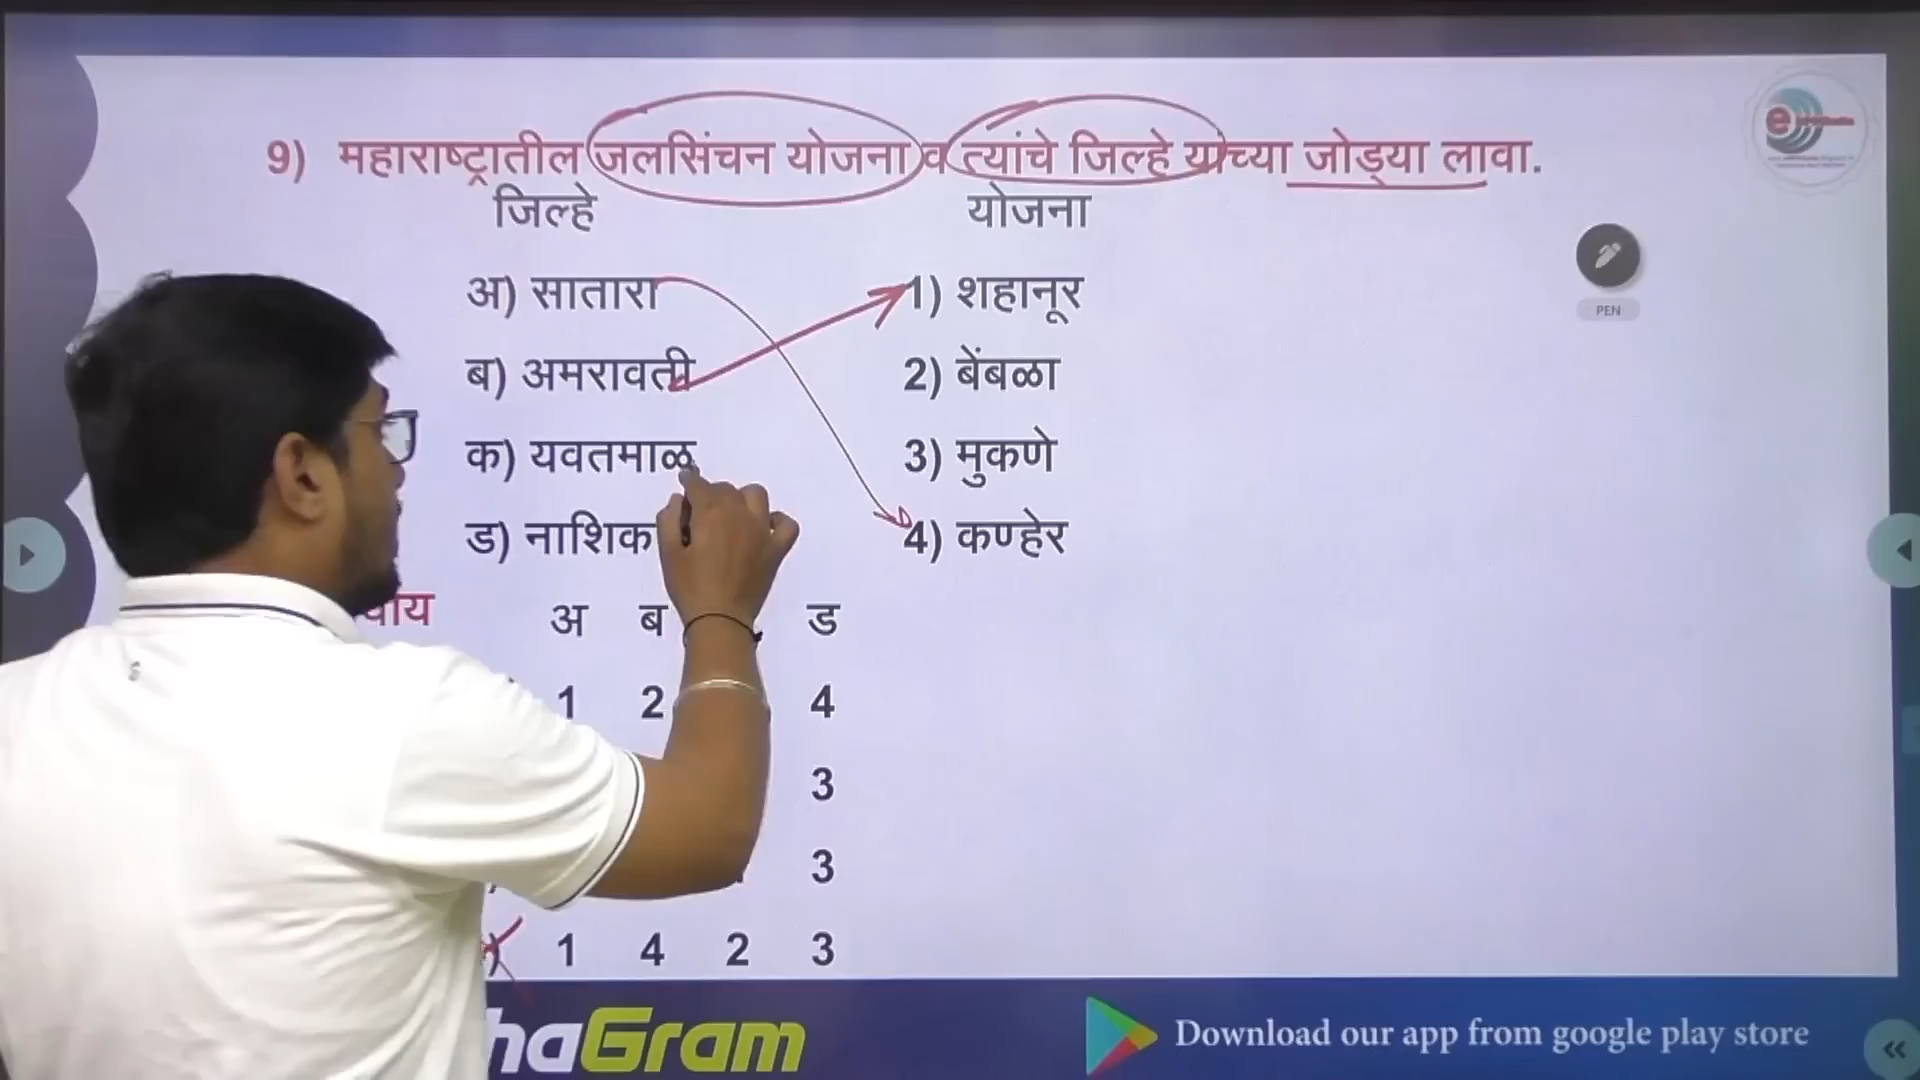 9) महाराष्ट्रातील जलसिंचन योजना व त्यांचे जिल्हे यांच्या जोड्या लावा.
जिल्हे योजना
अ) सातारा 1) शहानूर
ब) अमरावती 2) बेंबळा
क) यवतमाळ 3) मुकणे
ड) नाशिक 4) कण्हेर
अ ब ड
1 2 4
3
3
) 1 4 2 3
PEN
haGram
Download our app from google play store